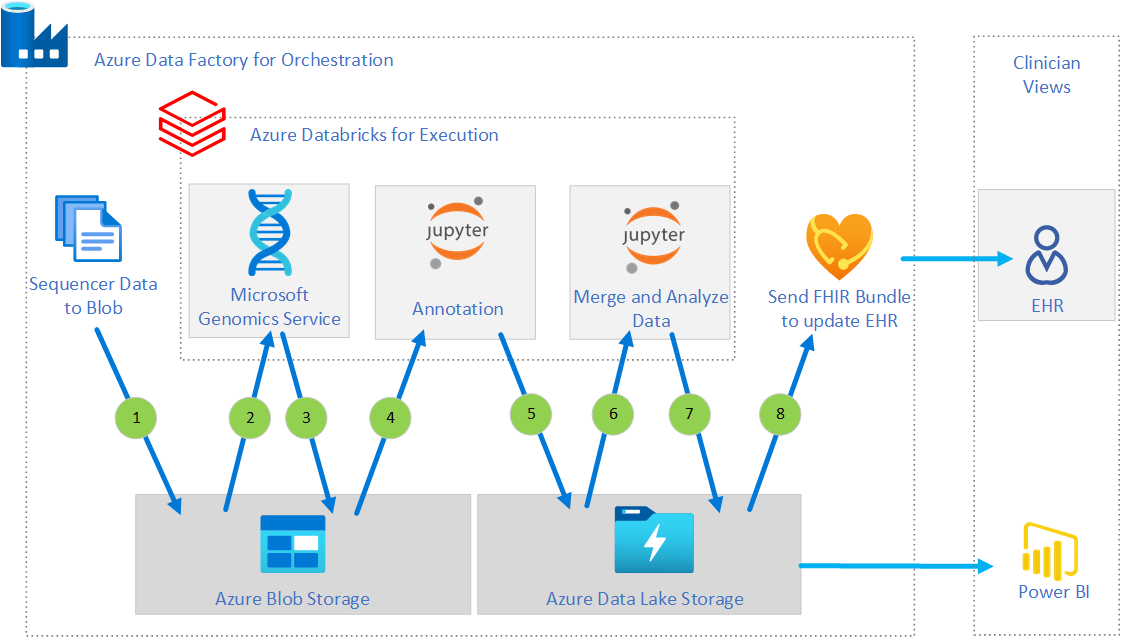 Azure Data Factory for Orchestration
Clinician
Views
Azure Databricks for Execution
jupyter
jupyter
Sequencer Data
to Blob
Microsoft
Genomics Service
Annotation
Merge and Analyze
Data
Send FHIR Bundle
to update EHR
EHR
1
2
3
4
5
6
7
8
Azure Blob Storage
Azure Data Lake Storage
Power BI